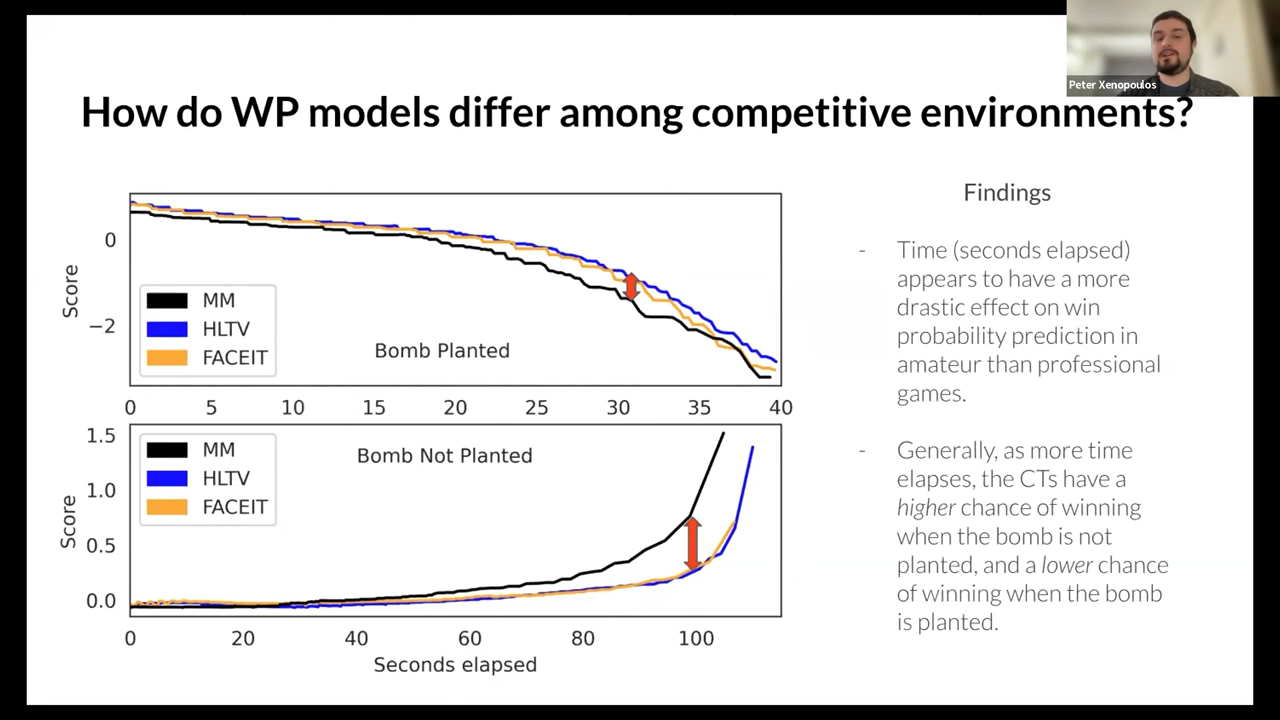 Peter Xenopoulos
How do WP models differ among competitive environments?
Score
0
−2
MM
HLTV
FACEIT
Bomb Planted
0 5 10 15 20 25 30 35 40
Score
1.5
1.0
0.5
0.0
MM
HLTV
FACEIT
Bomb Not Planted
0 20 40 60 80 100
Seconds elapsed
Findings
- Time (seconds elapsed)
appears to have a more
drastic effect on win
probability prediction in
amateur than professional
games.
- Generally, as more time
elapses, the CTs have a
higher chance of winning
when the bomb is not
planted, and a lower chance
of winning when the bomb
is planted.